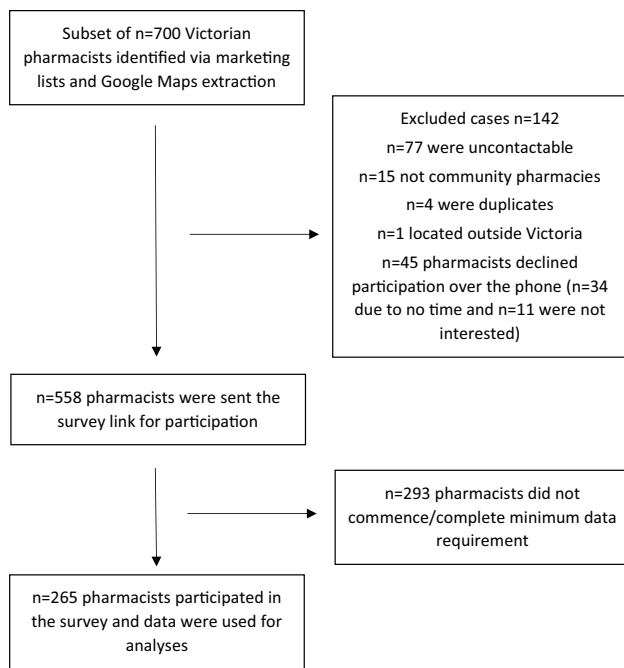 Subset of n=700 Victorian
pharmacists identified via marketing
lists and Google Maps extraction
Excluded cases n=142
n=77 were uncontactable
n=15 not community pharmacies
n=4 were duplicates
n=1 located outside Victoria
n=45 pharmacists declined
participation over the phone (n=34
due to no time and n=11 were not
interested)
n=558 pharmacists were sent the
survey link for participation
n=293 pharmacists did not
commence/complete minimum data
requirement
n=265 pharmacists participated in
the survey and data were used for
analyses